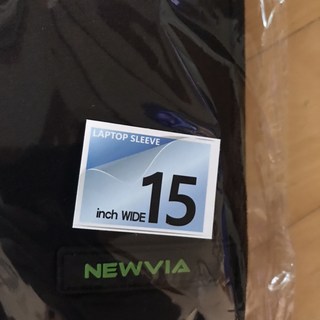 LAPTOP SLEEVE
inch WIDE 15
NEWVIA